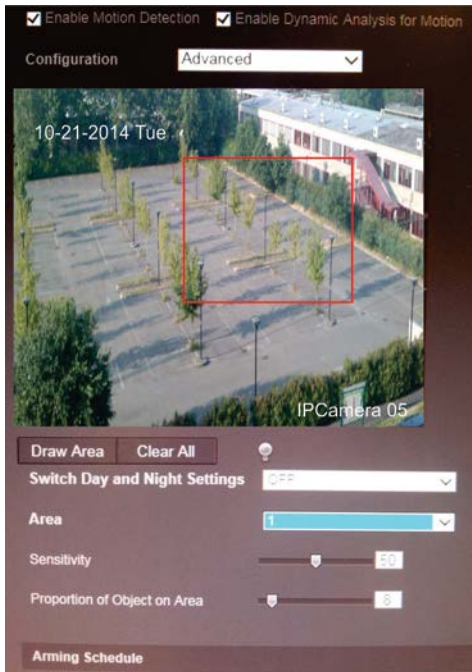 Enable Motion Detection Enable Dynamic Analysis for Motion
Configuration Advanced
10-21-2014 Tue
IPCamera 05
Draw Area Clear All
Switch Day and Night Settings OFF
Area 1
Sensitivity 50
Proportion of Object on Area 8
Arming Schedule